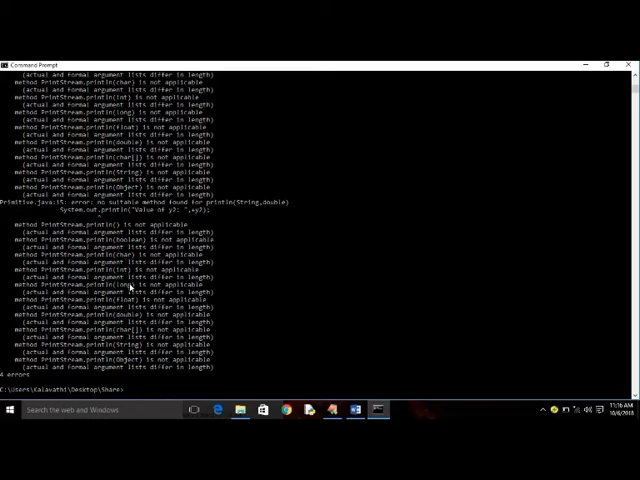 Command Prompt
(actual and formal argument lists differ in length)
method PrintStream.println(char) is not applicable
(actual and formal argument lists differ in length)
method PrintStream.println(int) is not applicable
(actual and formal argument lists differ in length)
method PrintStream.println(long) is not applicable
(actual and formal argument lists differ in length)
method PrintStream.println(float) is not applicable
(actual and formal argument lists differ in length)
method PrintStream.println(double) is not applicable
(actual and formal argument lists differ in length)
method PrintStream.println(char[]) is not applicable
(actual and formal argument lists differ in length)
method PrintStream.println(String) is not applicable
(actual and formal argument lists differ in length)
method PrintStream.println(Object) is not applicable
(actual and formal argument lists differ in length)
Primitive.java:15: error: no suitable method found for println(String,double)
System.out.println("Value of y2: ",+y2);
^
method PrintStream.println() is not applicable
(actual and formal argument lists differ in length)
method PrintStream.println(boolean) is not applicable
(actual and formal argument lists differ in length)
method PrintStream.println(char) is not applicable
(actual and formal argument lists differ in length)
method PrintStream.println(int) is not applicable
(actual and formal argument lists differ in length)
method PrintStream.println(long) is not applicable
(actual and formal argument lists differ in length)
method PrintStream.println(float) is not applicable
(actual and formal argument lists differ in length)
method PrintStream.println(double) is not applicable
(actual and formal argument lists differ in length)
method PrintStream.println(char[]) is not applicable
(actual and formal argument lists differ in length)
method PrintStream.println(String) is not applicable
(actual and formal argument lists differ in length)
method PrintStream.println(Object) is not applicable
(actual and formal argument lists differ in length)
4 errors
C:\Users\Kalavathi\Desktop\Share>
Search the web and Windows
11:16 AM
10/8/2018